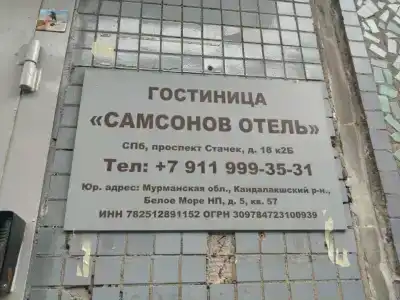 ГОСТИНИЦА
«САМСОНОВ ОТЕЛЬ»
СПб, проспект Стачек, д. 18 к2Б
Тел: +7 911 999-35-31
Юр. адрес: Мурманская обл., Кандалакшский р-н.,
Белое Море НП, д. 5, кв. 57
ИНН 782512891152 ОГРН 309784723100939